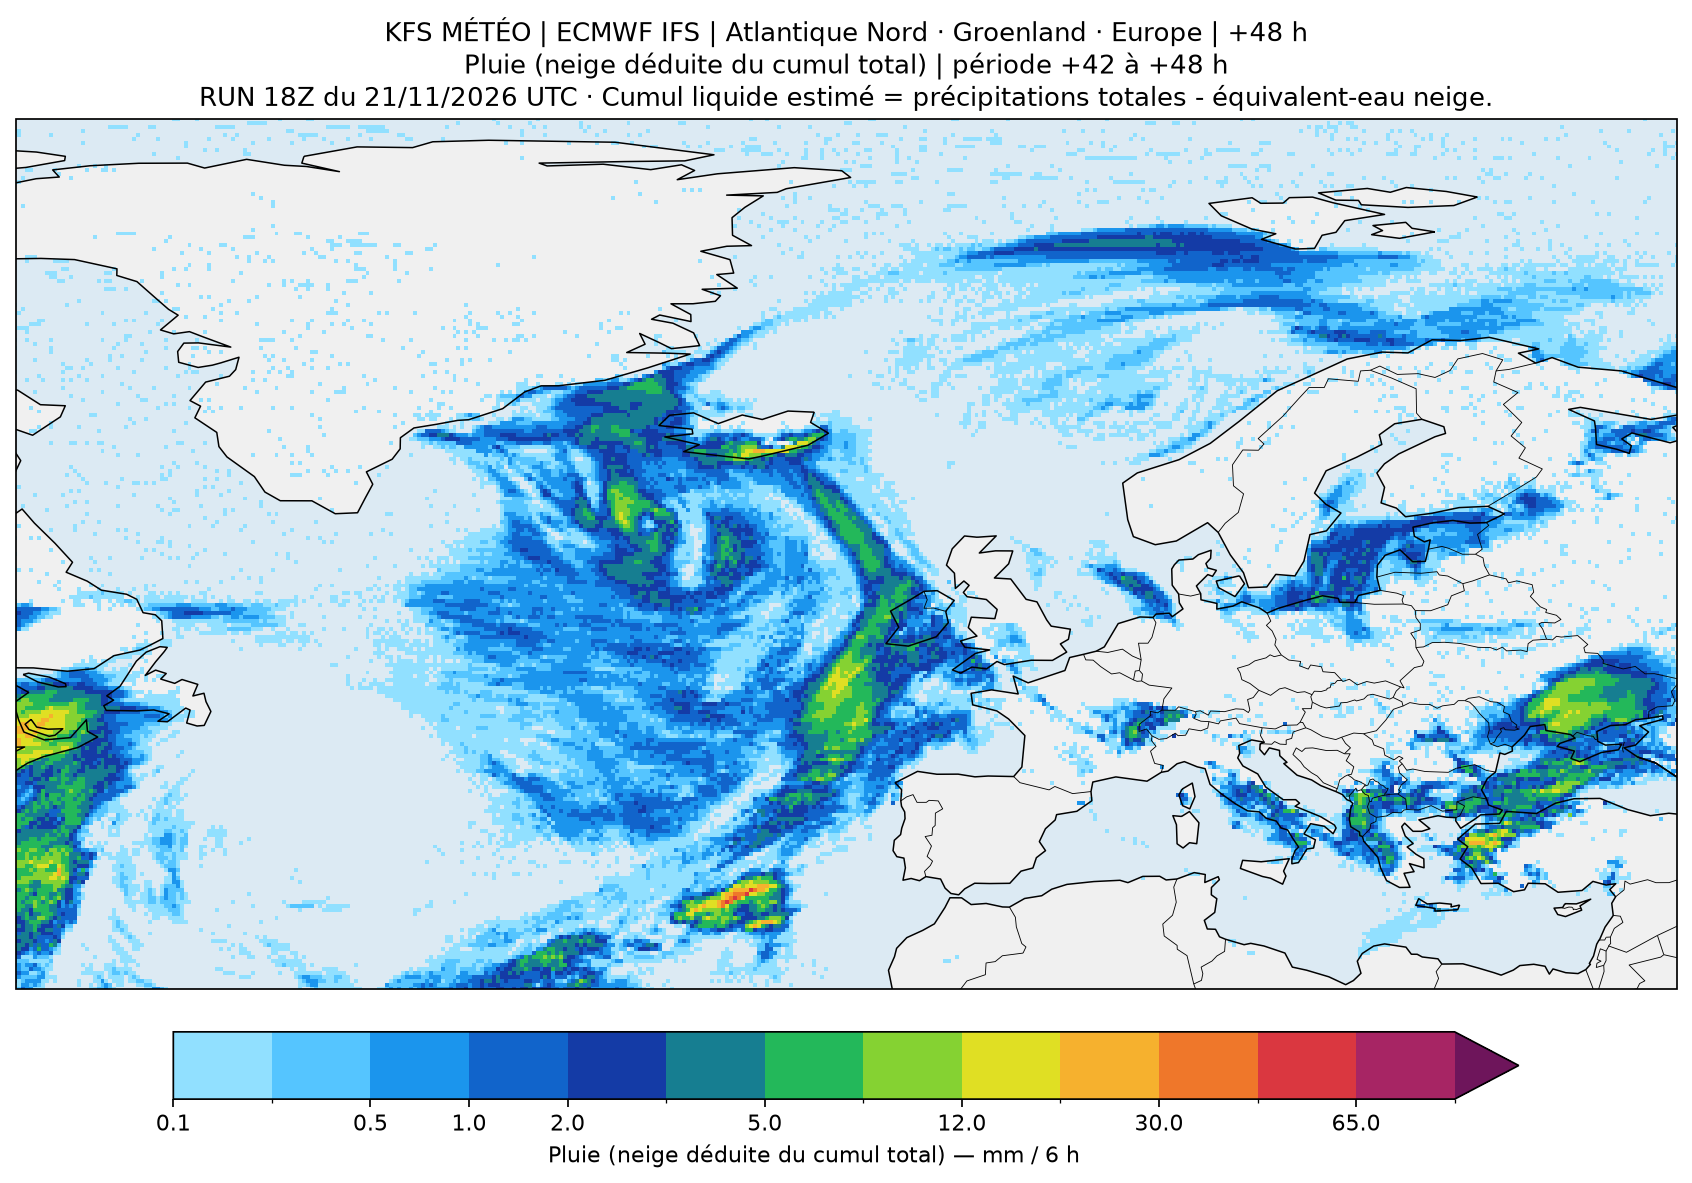 KFS MÉTÉO | ECMWF IFS | Atlantique Nord · Groenland · Europe | +48 h
Pluie (neige déduite du cumul total) | période +42 à +48 h
RUN 18Z du 21/11/2026 UTC · Cumul liquide estimé = précipitations totales - équivalent-eau neige.
0.1 0.5 1.0 2.0 5.0 12.0 30.0 65.0
Pluie (neige déduite du cumul total) — mm / 6 h